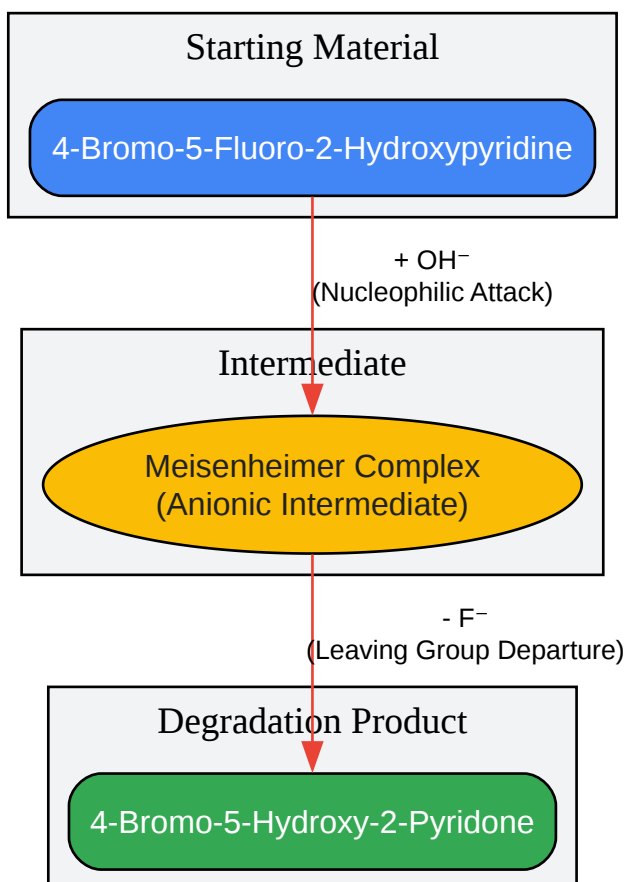 Starting Material
4-Bromo-5-Fluoro-2-Hydroxypyridine
+ OH⁻
(Nucleophilic Attack)
Intermediate
Meisenheimer Complex
(Anionic Intermediate)
- F⁻
(Leaving Group Departure)
Degradation Product
4-Bromo-5-Hydroxy-2-Pyridone